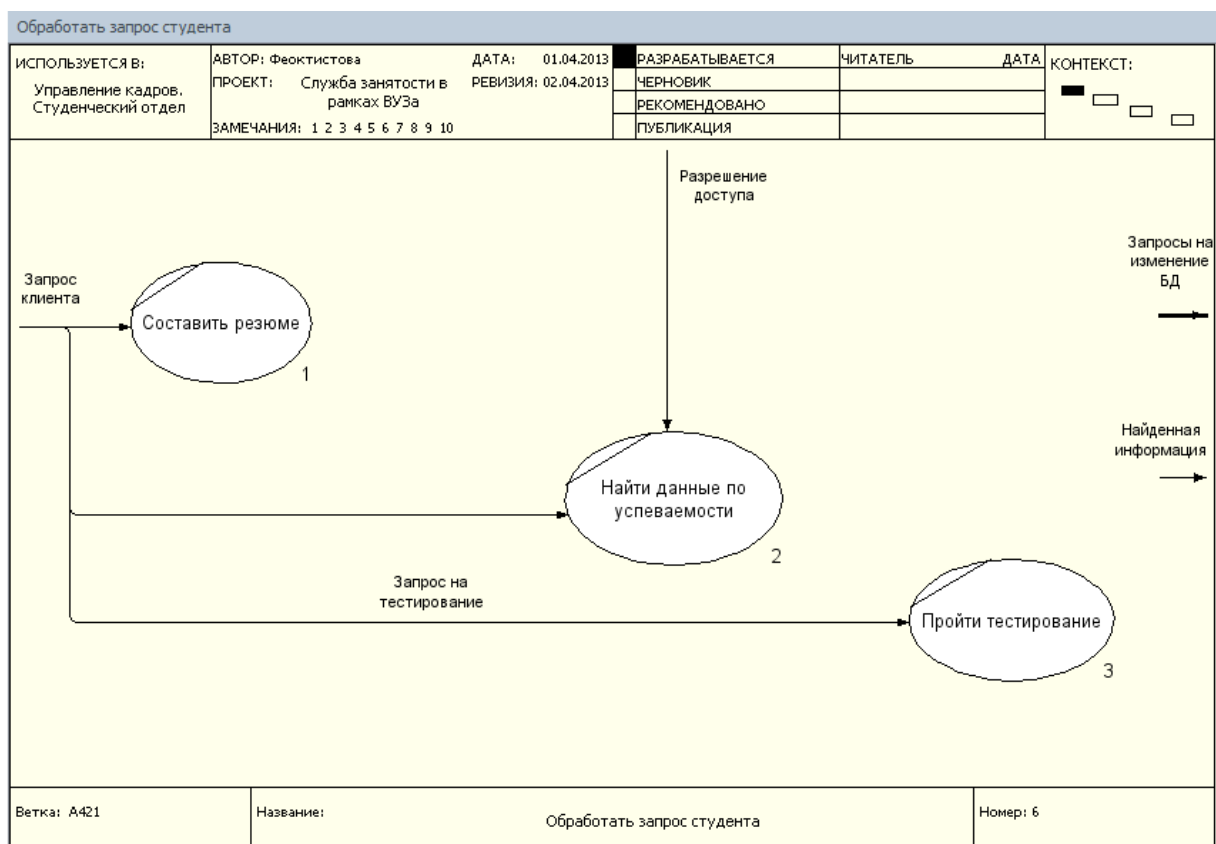 Обработать запрос студента
ИСПОЛЬЗУЕТСЯ В:
Управление кадров.
Студенческий отдел
АВТОР: Феоктистова
ДАТА: 01.04.2013
ПРОЕКТ: Служба занятости в
рамках ВУЗа
РЕВИЗИЯ: 02.04.2013
ЗАМЕЧАНИЯ: 1 2 3 4 5 6 7 8 9 10
РАЗРАБАТЫВАЕТСЯ
ЧЕРНОВИК
РЕКОМЕНДОВАНО
ПУБЛИКАЦИЯ
ЧИТАТЕЛЬ ДАТА
КОНТЕКСТ:
Разрешение
доступа
Запросы на
изменение
БД
Запрос
клиента
Составить резюме
1
Найденная
информация
Найти данные по
успеваемости
2
Запрос на
тестирование
Пройти тестирование
3
Ветка: A421
Название:
Обработать запрос студента
Номер: 6